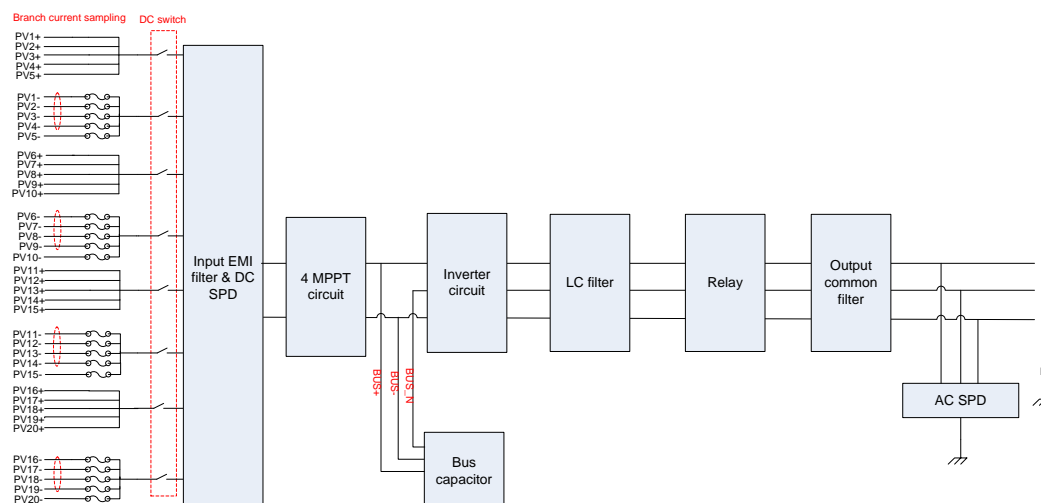 Branch current sampling
DC switch
PV1+
PV2+
PV3+
PV4+
PV5+
PV1-
PV2-
PV3-
PV4-
PV5-
PV6+
PV7+
PV8+
PV9+
PV10+
PV6-
PV7-
PV8-
PV9-
PV10-
PV11+
PV12+
PV13+
PV14+
PV15+
PV11-
PV12-
PV13-
PV14-
PV15-
PV16+
PV17+
PV18+
PV19+
PV20+
PV16-
PV17-
PV18-
PV19-
PV20-
Input EMI
filter & DC
SPD
4 MPPT
circuit
Inverter
circuit
LC filter
Relay
Output
common
filter
BUS+
BUS-
BUS_N
Bus
capacitor
AC SPD